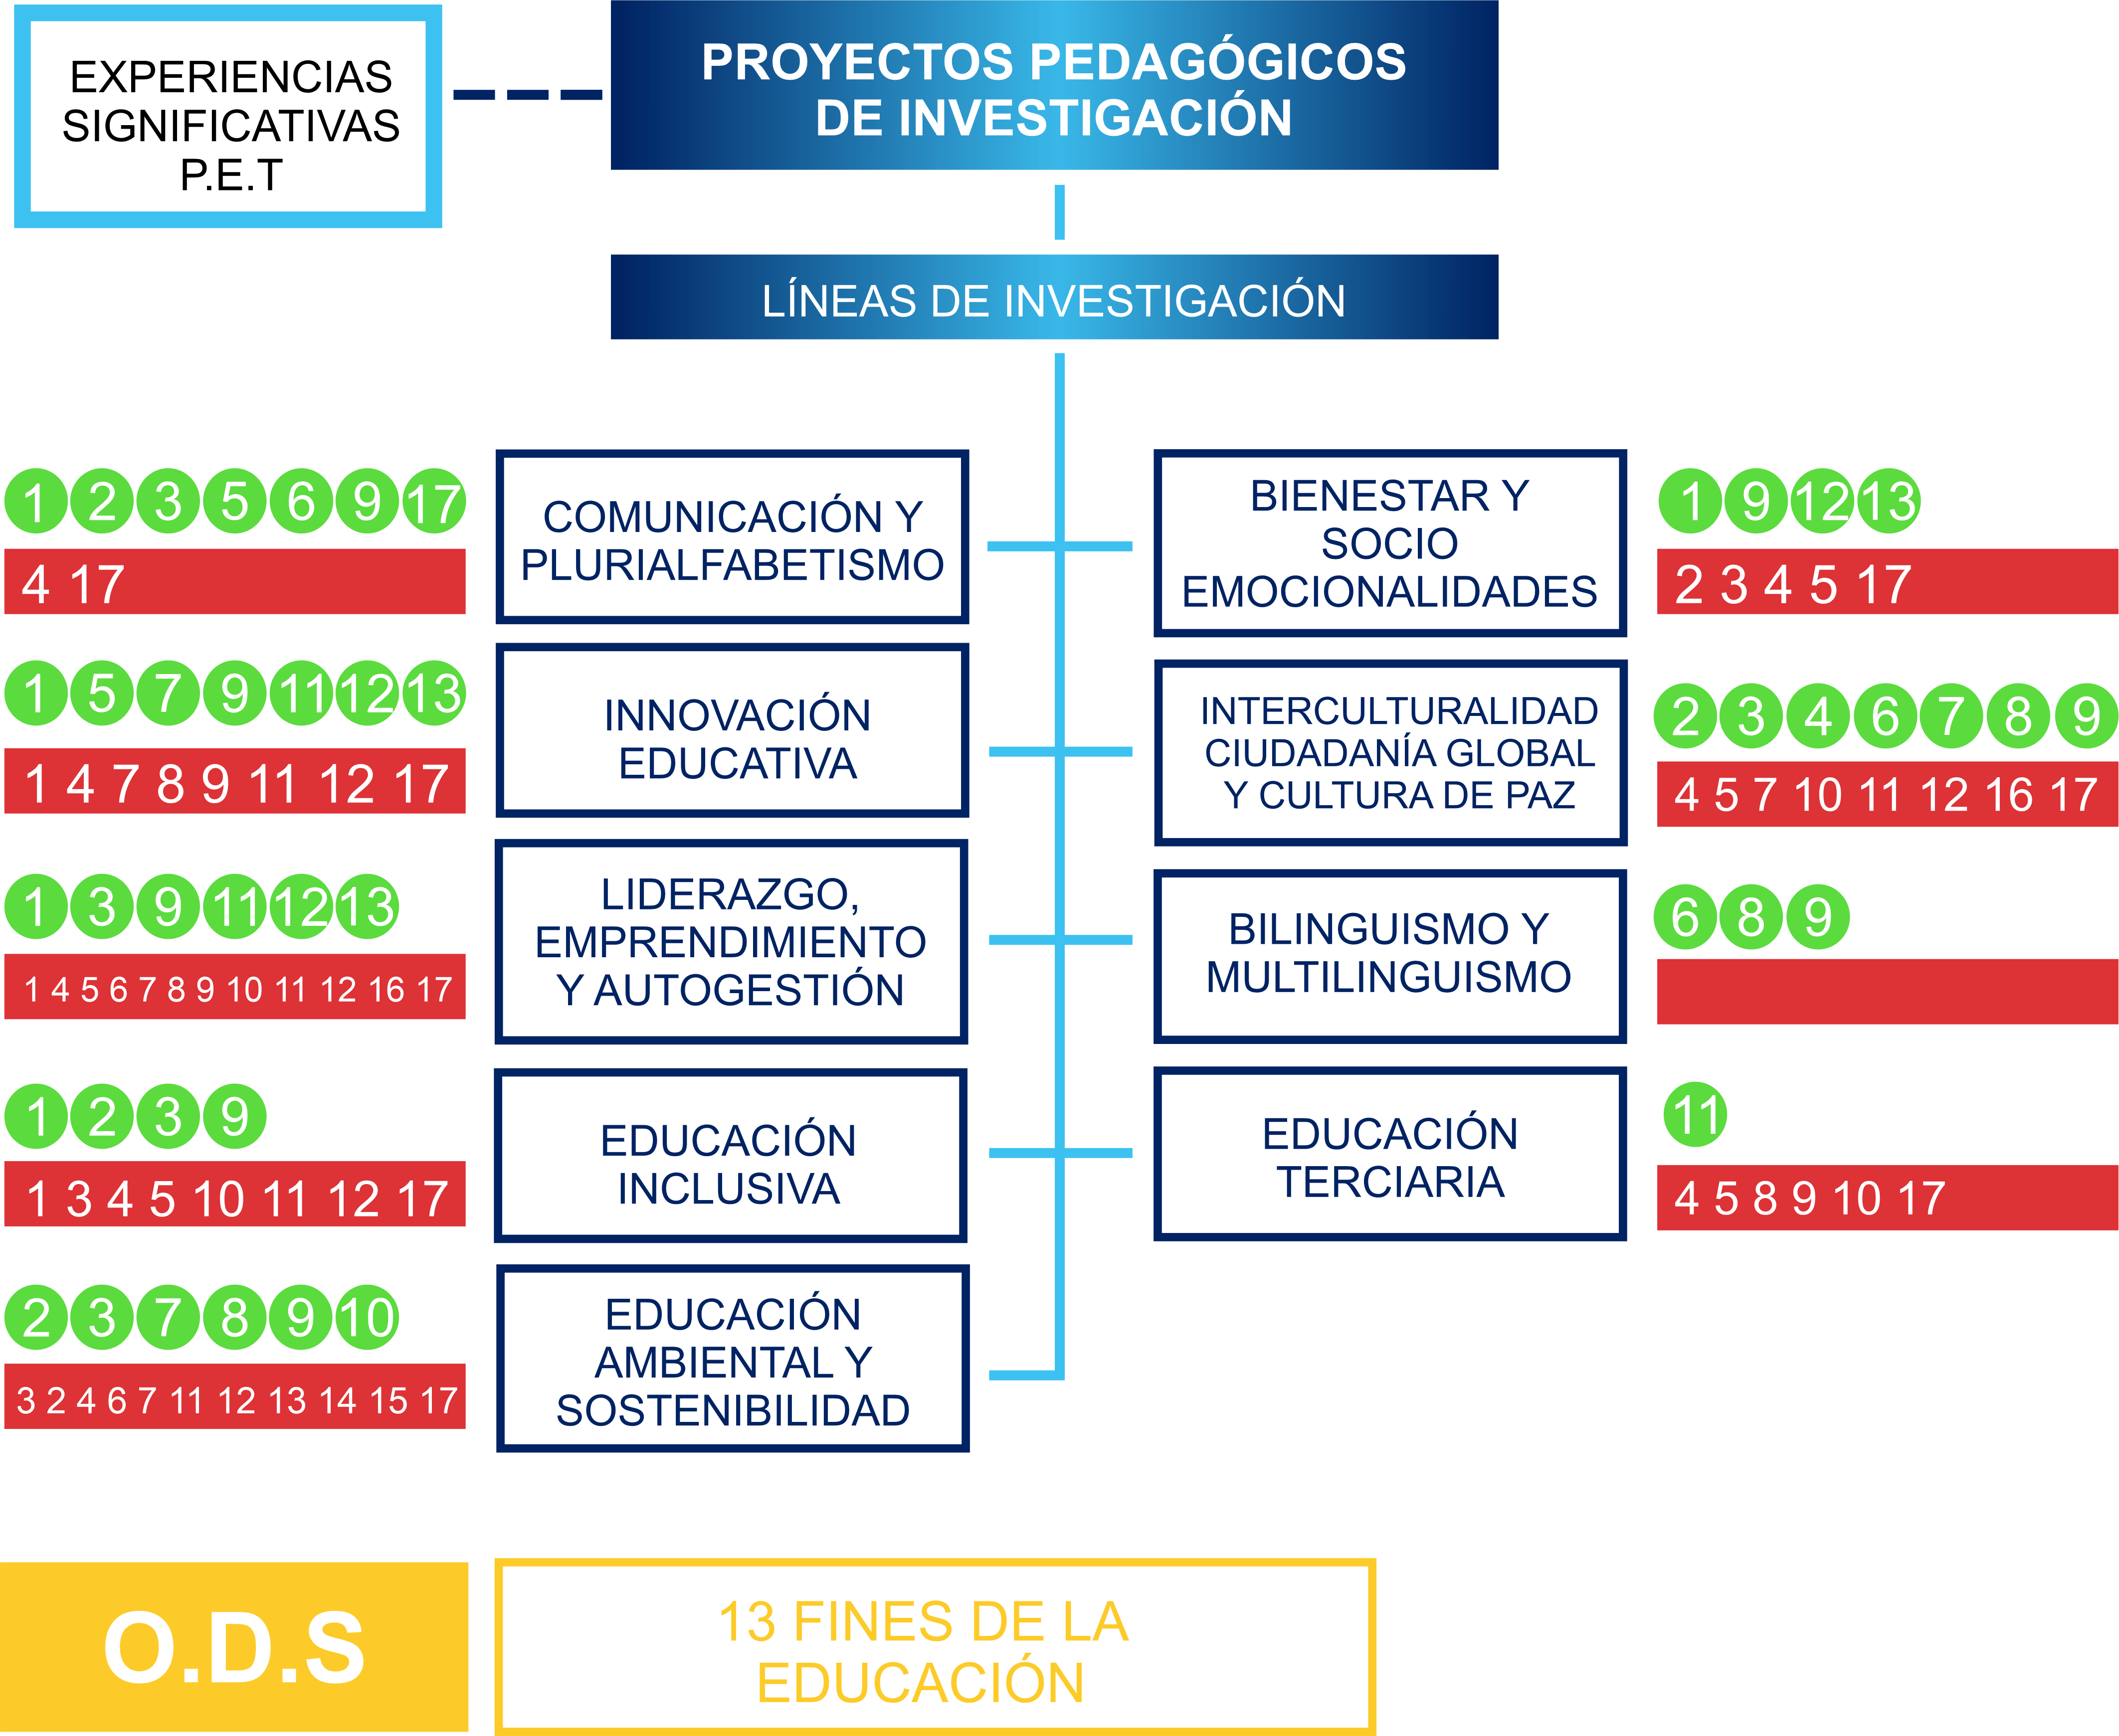 EXPERIENCIAS
SIGNIFICATIVAS
P.E.T
PROYECTOS PEDAGÓGICOS
DE INVESTIGACIÓN
LÍNEAS DE INVESTIGACIÓN
1 2 3 5 6 9 17
4 17
COMUNICACIÓN Y
PLURIALFABETISMO
BIENESTAR Y
SOCIO
EMOCIONALIDADES
1 9 12 13
2 3 4 5 17
1 5 7 9 11 12 13
1 4 7 8 9 11 12 17
INNOVACIÓN
EDUCATIVA
INTERCULTURALIDAD
CIUDADANÍA GLOBAL
Y CULTURA DE PAZ
2 3 4 6 7 8 9
4 5 7 10 11 12 16 17
1 3 9 11 12 13
1 4 5 6 7 8 9 10 11 12 16 17
LIDERAZGO,
EMPRENDIMIENTO
Y AUTOGESTIÓN
BILINGUISMO Y
MULTILINGUISMO
6 8 9
1 2 3 9
1 3 4 5 10 11 12 17
EDUCACIÓN
INCLUSIVA
EDUCACIÓN
TERCIARIA
11
4 5 8 9 10 17
2 3 7 8 9 10
3 2 4 6 7 11 12 13 14 15 17
EDUCACIÓN
AMBIENTAL Y
SOSTENIBILIDAD
O.D.S
13 FINES DE LA
EDUCACIÓN